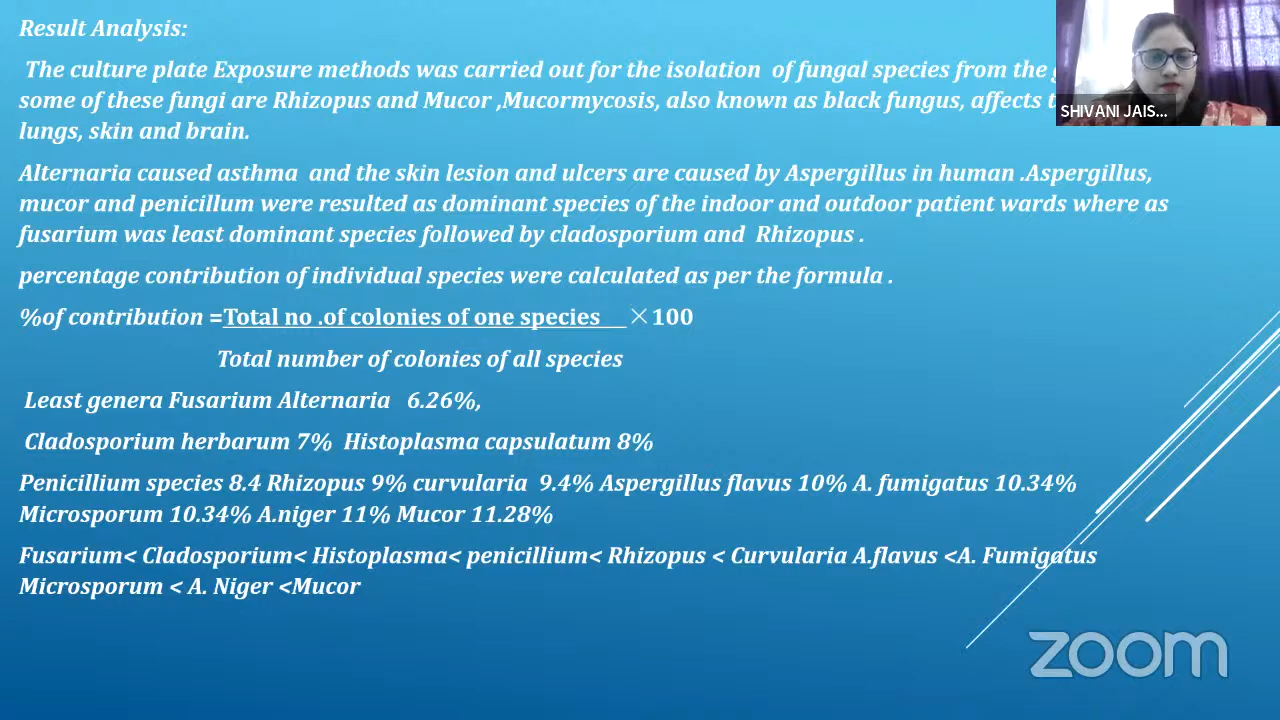 Result Analysis:
The culture plate Exposure methods was carried out for the isolation of fungal species from the
some of these fungi are Rhizopus and Mucor ,Mucormycosis, also known as black fungus, affects
lungs, skin and brain.
Alternaria caused asthma and the skin lesion and ulcers are caused by Aspergillus in human .Aspergillus,
mucor and penicillum were resulted as dominant species of the indoor and outdoor patient wards where as
fusarium was least dominant species followed by cladosporium and Rhizopus .
percentage contribution of individual species were calculated as per the formula .
%of contribution =Total no .of colonies of one species ×100
Total number of colonies of all species
Least genera Fusarium Alternaria 6.26%,
Cladosporium herbarum 7% Histoplasma capsulatum 8%
Penicillium species 8.4 Rhizopus 9% curvularia 9.4% Aspergillus flavus 10% A. fumigatus 10.34%
Microsporum 10.34% A.niger 11% Mucor 11.28%
Fusarium< Cladosporium< Histoplasma< penicillium< Rhizopus < Curvularia A.flavus <A. Fumigatus
Microsporum < A. Niger <Mucor
SHIVANI JAIS...
zoom